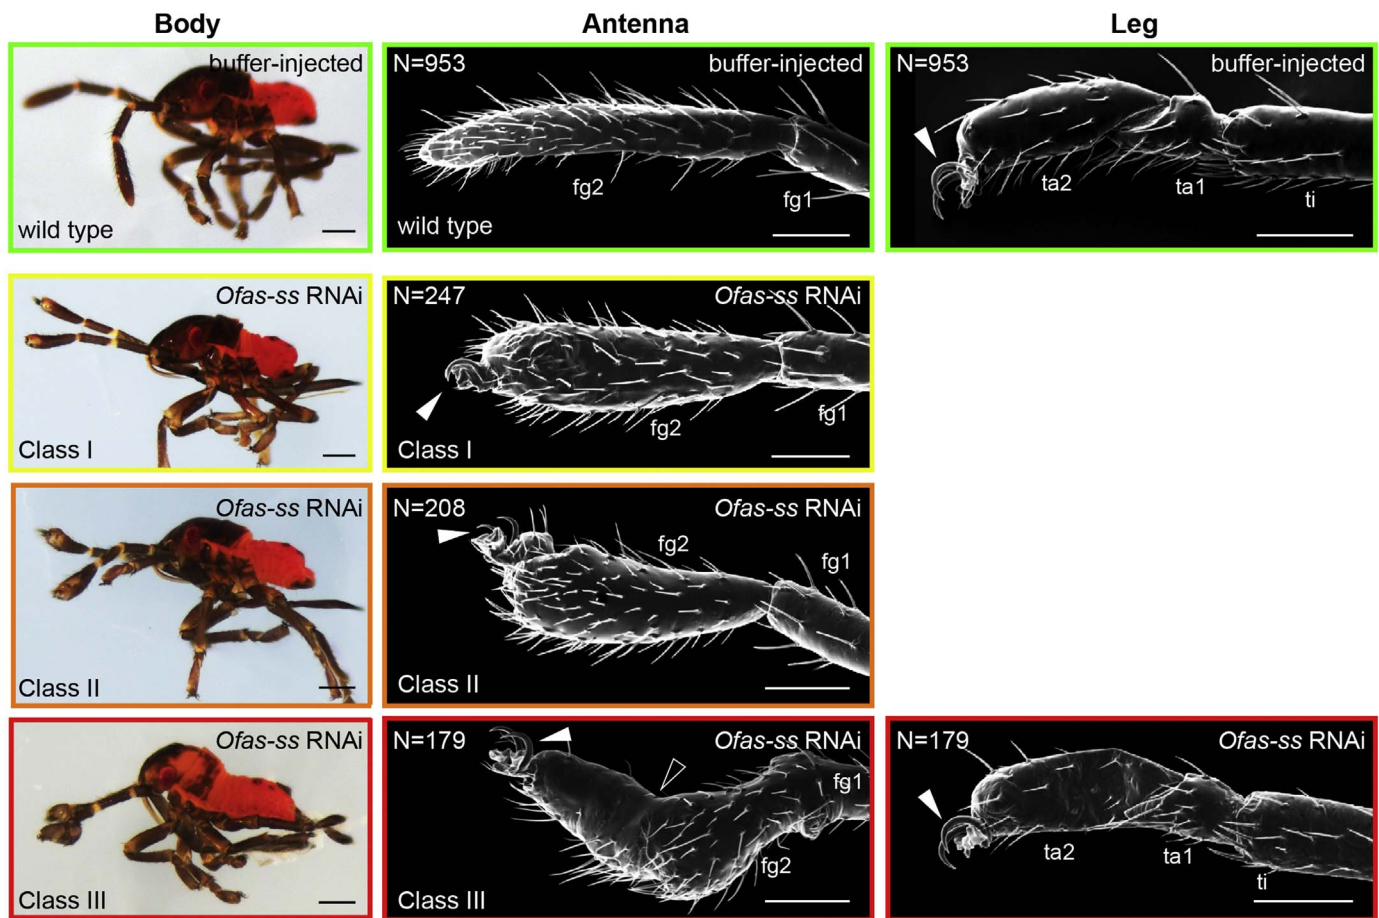 Body
Antenna
Leg
buffer-injected
wild type
N=953
buffer-injected
fg2
fg1
wild type
N=953
buffer-injected
ta2
ta1
ti
Ofas-ss RNAi
Class I
N=247
Ofas-ss RNAi
fg2
fg1
Class I
Ofas-ss RNAi
Class II
N=208
Ofas-ss RNAi
fg2
fg1
Class II
Ofas-ss RNAi
Class III
N=179
Ofas-ss RNAi
fg1
fg2
Class III
N=179
Ofas-ss RNAi
ta2
ta1
ti